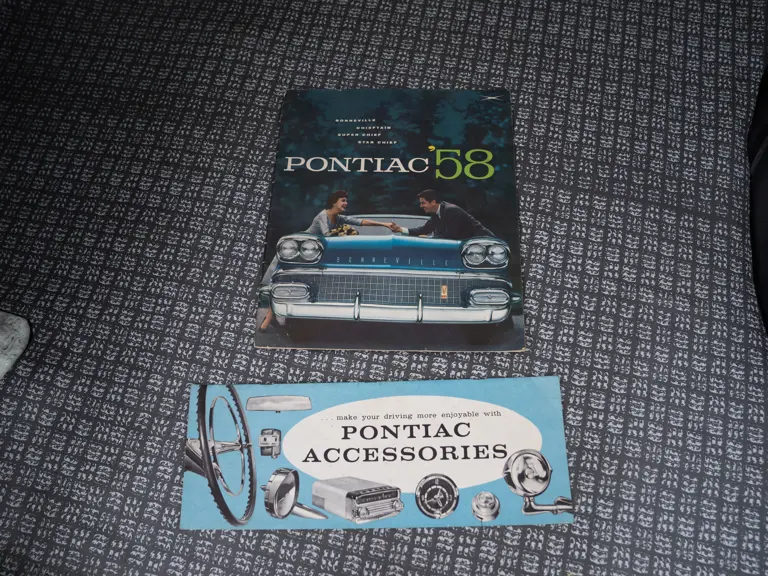 BONNEVILLE
CHIEFTAIN
SUPER CHIEF
STAR CHIEF
PONTIAC '58
BONNEVILLE
...make your driving more enjoyable with
PONTIAC
ACCESSORIES